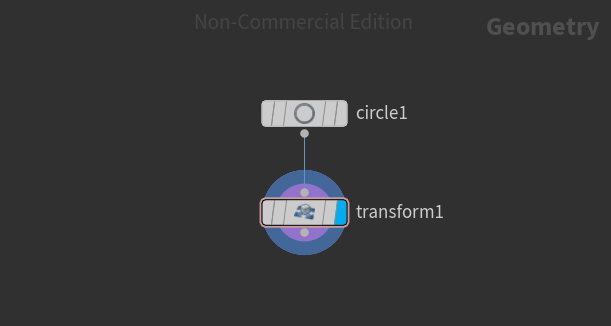 Non-Commercial Edition
Geometry
circle1
transform1